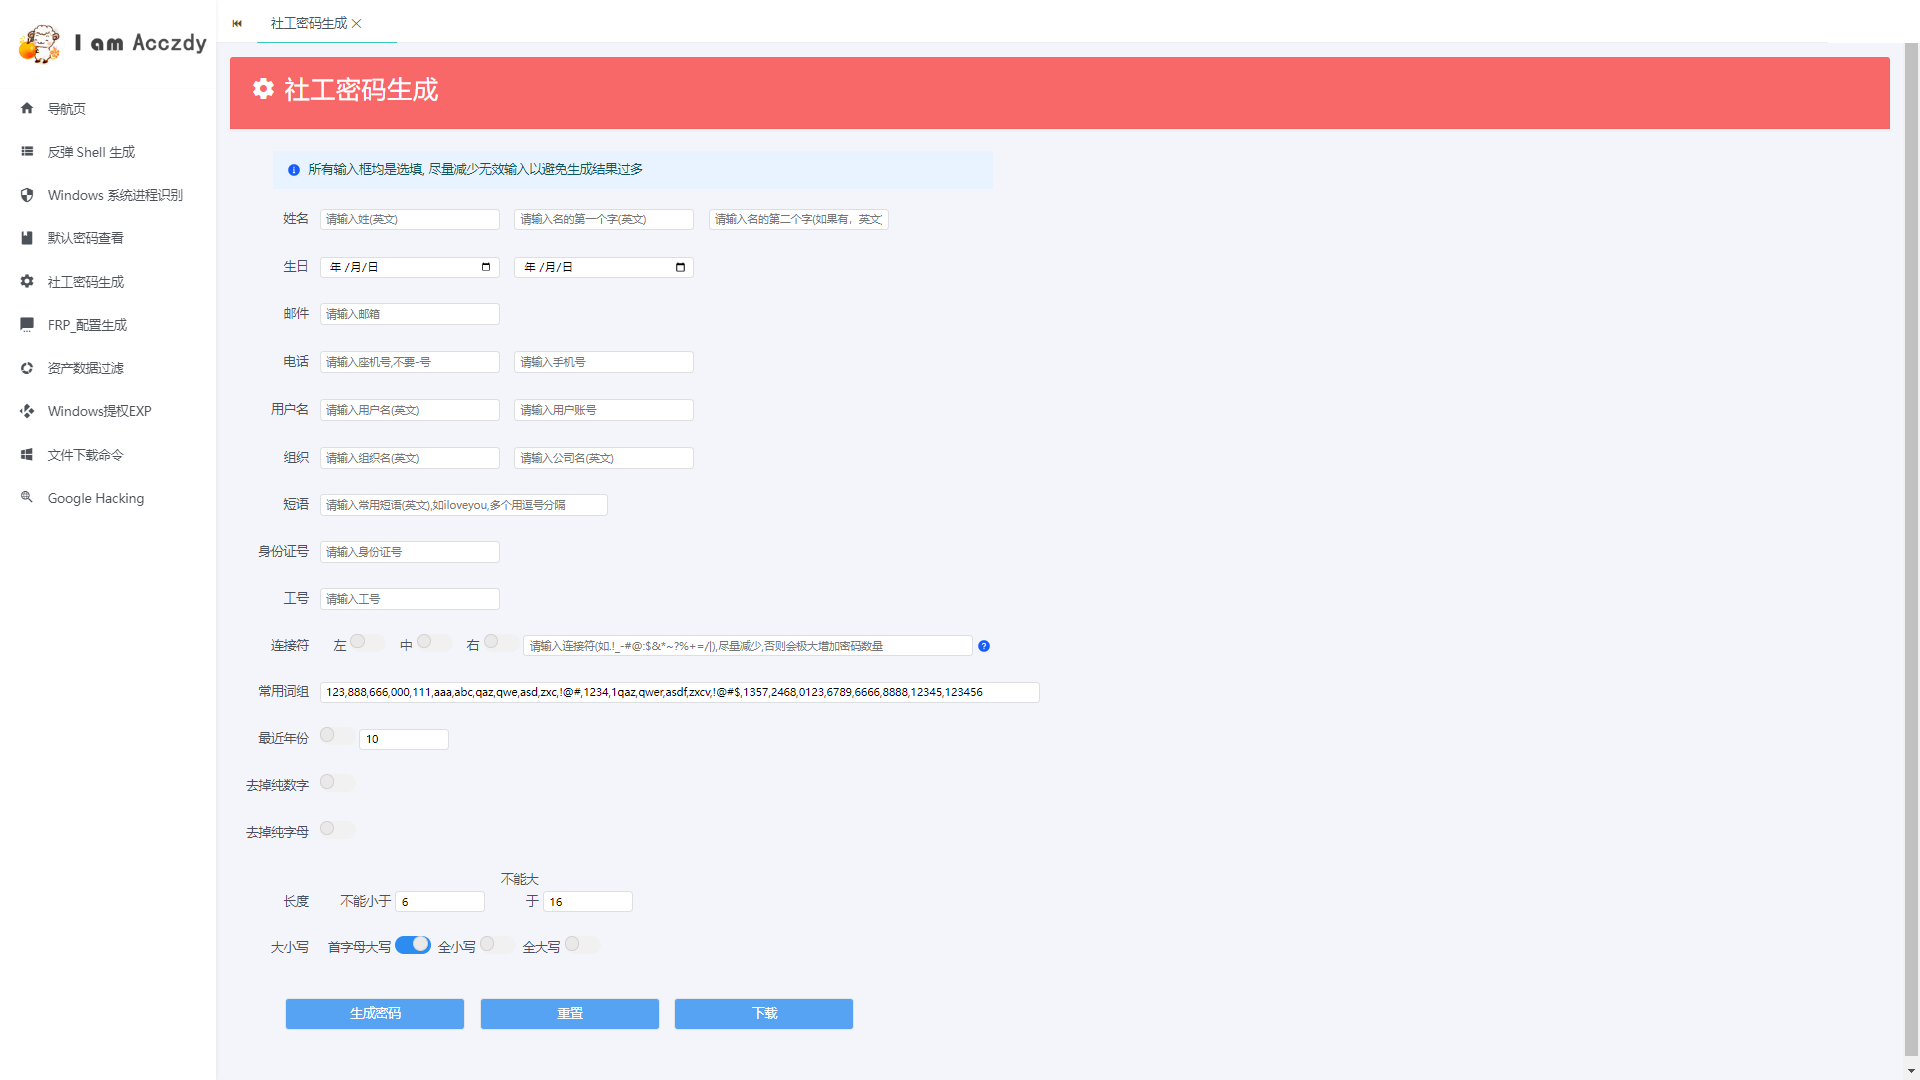 I am Acczdy
社工密码生成
导航页
反弹 Shell 生成
Windows 系统进程识别
默认密码查看
社工密码生成
FRP_配置生成
资产数据过滤
Windows提权EXP
文件下载命令
Google Hacking
社工密码生成
所有输入框均是选填, 尽量减少无效输入以避免生成结果过多
姓名 请输入姓(英文) 请输入名的第一个字(英文) 请输入名的第二个字(如果有，英文)
生日 年 /月/日 年 /月/日
邮件 请输入邮箱
电话 请输入座机号,不要-号 请输入手机号
用户名 请输入用户名(英文) 请输入用户账号
组织 请输入组织名(英文) 请输入公司名(英文)
短语 请输入常用短语(英文),如iloveyou,多个用逗号分隔
身份证号 请输入身份证号
工号 请输入工号
连接符 左 中 右 请输入连接符(如.!_-#@:$&*~?%+=/|),尽量减少,否则会极大增加密码数量
常用词组 123,888,666,000,111,aaa,abc,qaz,qwe,asd,zxc,!@#,1234,1qaz,qwer,asdf,zxcv,!@#$,1357,2468,0123,6789,6666,8888,12345,123456
最近年份 10
去掉纯数字
去掉纯字母
长度 不能小于 6 不能大于 16
大小写 首字母大写 全小写 全大写
生成密码 重置 下载